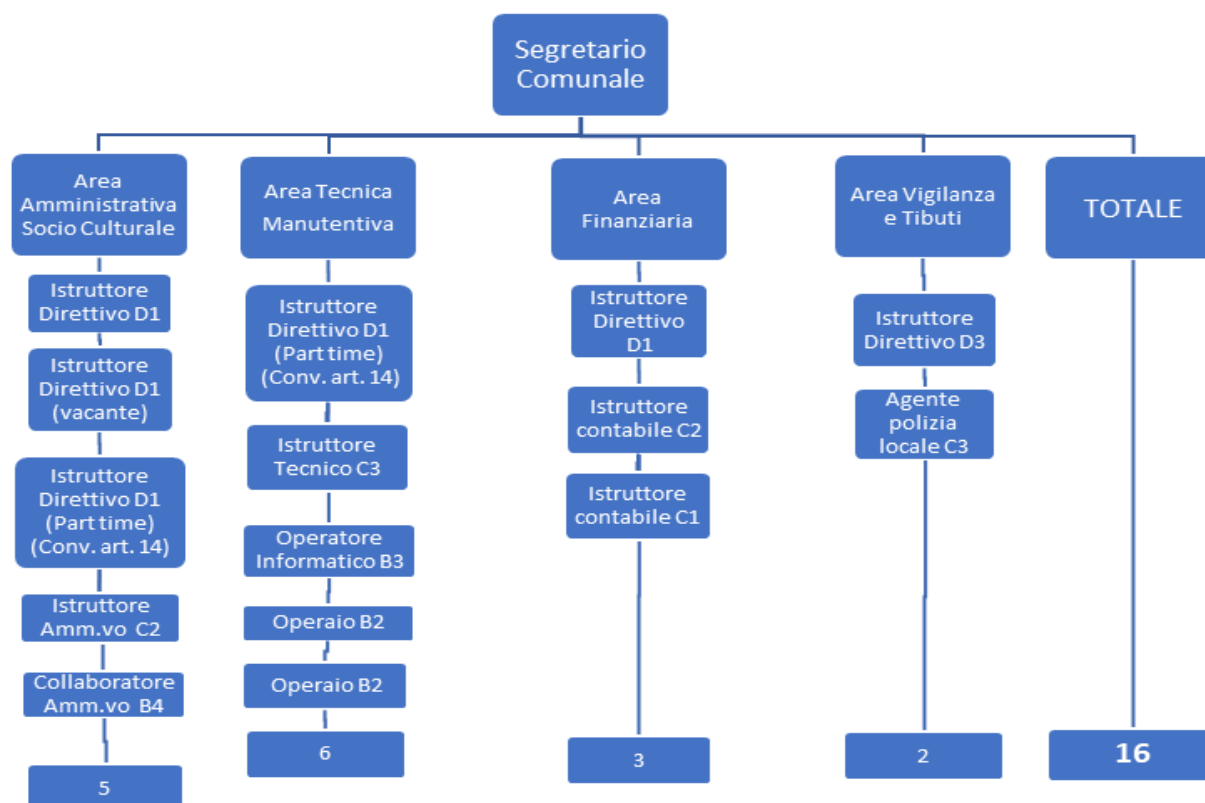 Segretario
Comunale
Area
Amministrativa
Socio Culturale
Istruttore
Direttivo D1
Istruttore
Direttivo D1
(vacante)
Istruttore
Direttivo D1
(Part time)
(Conv. art. 14)
Istruttore
Amm.vo C2
Collaboratore
Amm.vo B4
5
Area Tecnica
Manutentiva
Istruttore
Direttivo D1
(Part time)
(Conv. art. 14)
Istruttore
Tecnico C3
Operatore
Informatico B3
Operaio B2
Operaio B2
6
Area
Finanziaria
Istruttore
Direttivo
D1
Istruttore
contabile C2
Istruttore
contabile C1
3
Area Vigilanza
e Tibuti
Istruttore
Direttivo D3
Agente
polizia
locale C3
2
TOTALE
16